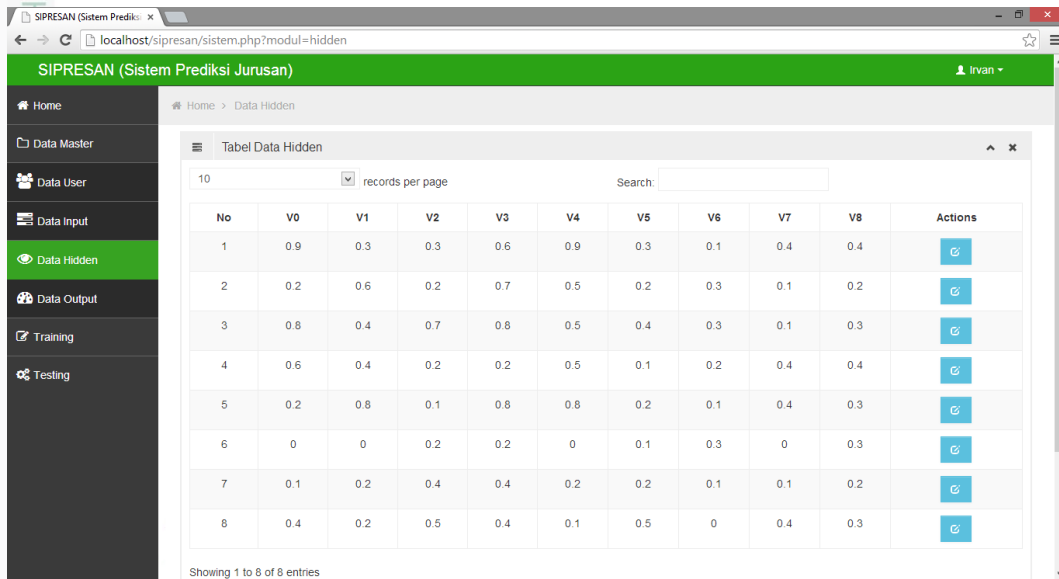 SIPRESAN (Sistem Prediks
localhost/sipresan/sistem.php?modul=hidden
SIPRESAN (Sistem Prediksi Jurusan)
Irvan
Home
Data Master
Data User
Data Input
Data Hidden
Data Output
Training
Testing
Home > Data Hidden
Tabel Data Hidden
10 records per page Search:
No V0 V1 V2 V3 V4 V5 V6 V7 V8 Actions
1 0.9 0.3 0.3 0.6 0.9 0.3 0.1 0.4 0.4
2 0.2 0.6 0.2 0.7 0.5 0.2 0.3 0.1 0.2
3 0.8 0.4 0.7 0.8 0.5 0.4 0.3 0.1 0.3
4 0.6 0.4 0.2 0.2 0.5 0.1 0.2 0.4 0.4
5 0.2 0.8 0.1 0.8 0.8 0.2 0.1 0.4 0.3
6 0 0 0.2 0.2 0 0.1 0.3 0 0.3
7 0.1 0.2 0.4 0.4 0.2 0.2 0.1 0.1 0.2
8 0.4 0.2 0.5 0.4 0.1 0.5 0 0.4 0.3
Showing 1 to 8 of 8 entries